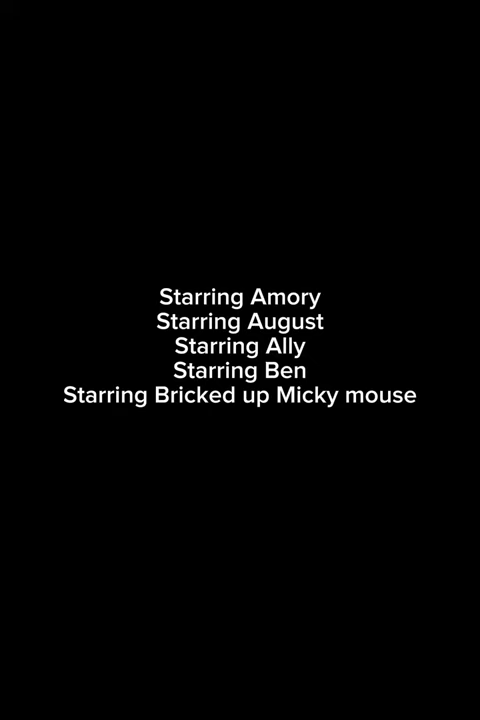 Starring Amory
Starring August
Starring Ally
Starring Ben
Starring Bricked up Micky mouse